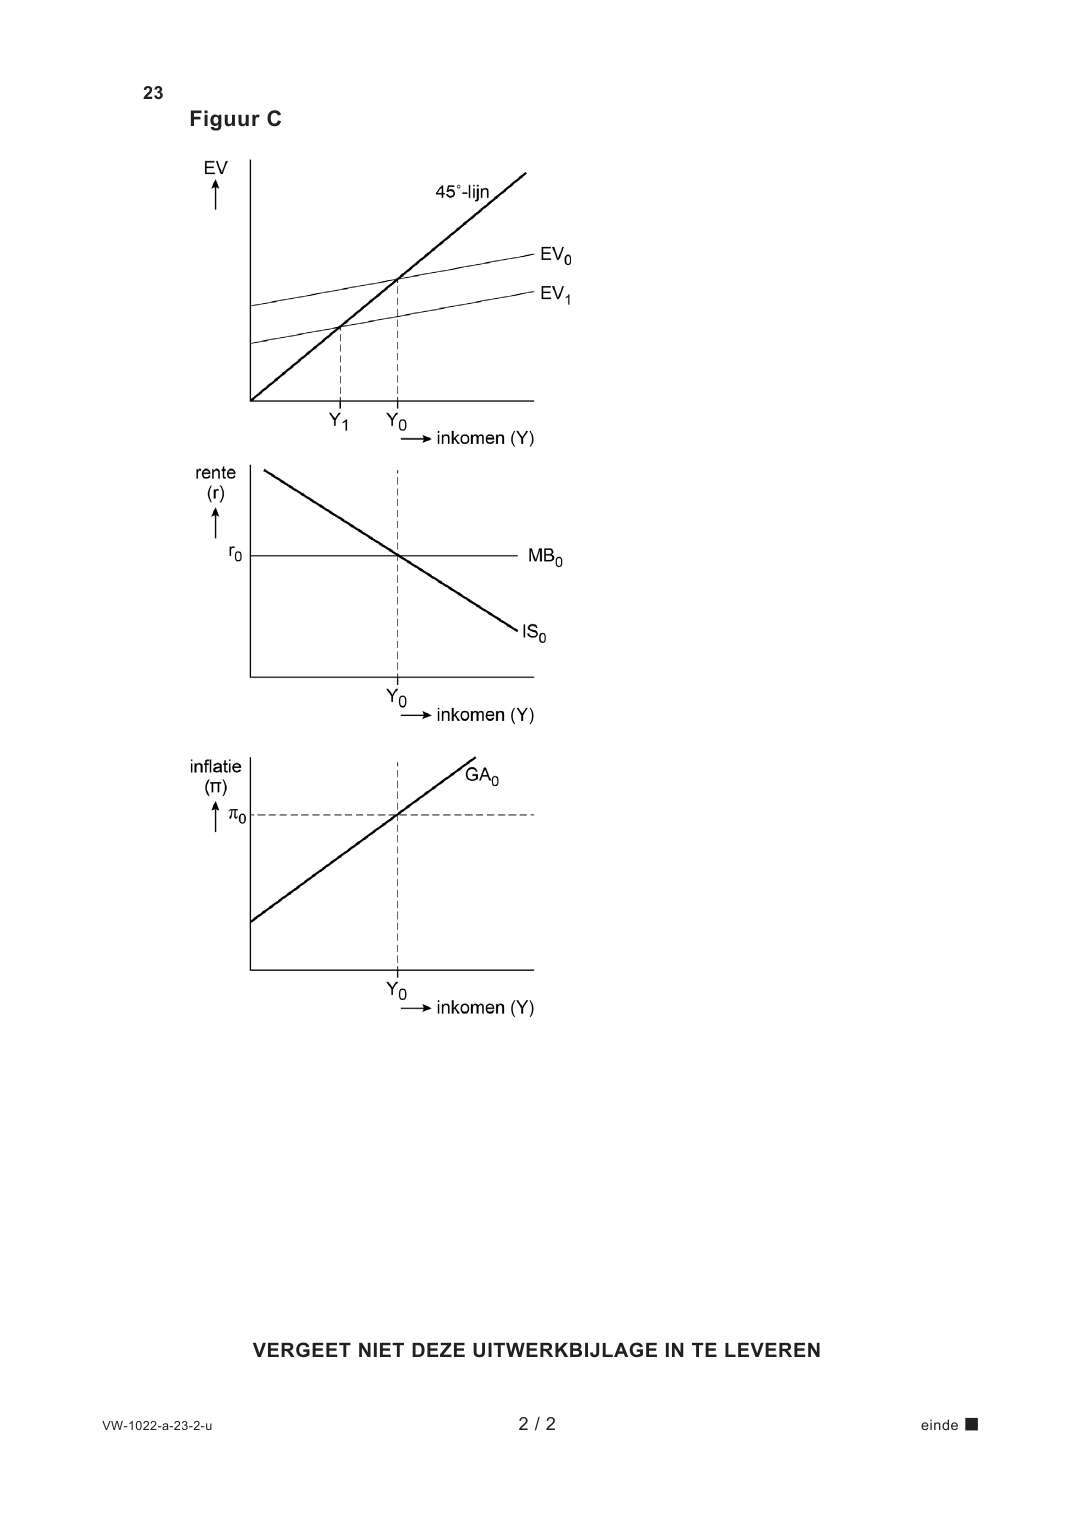 23
Figuur C
EV
45°-lijn
EV0
EV1
Y1 Y0
inkomen (Y)
rente
(r)
r0
MB0
IS0
Y0
inkomen (Y)
inflatie
(π)
GA0
π0
Y0
inkomen (Y)
VERGEET NIET DEZE UITWERKBIJLAGE IN TE LEVEREN
VW-1022-a-23-2-u 2 / 2 einde ■